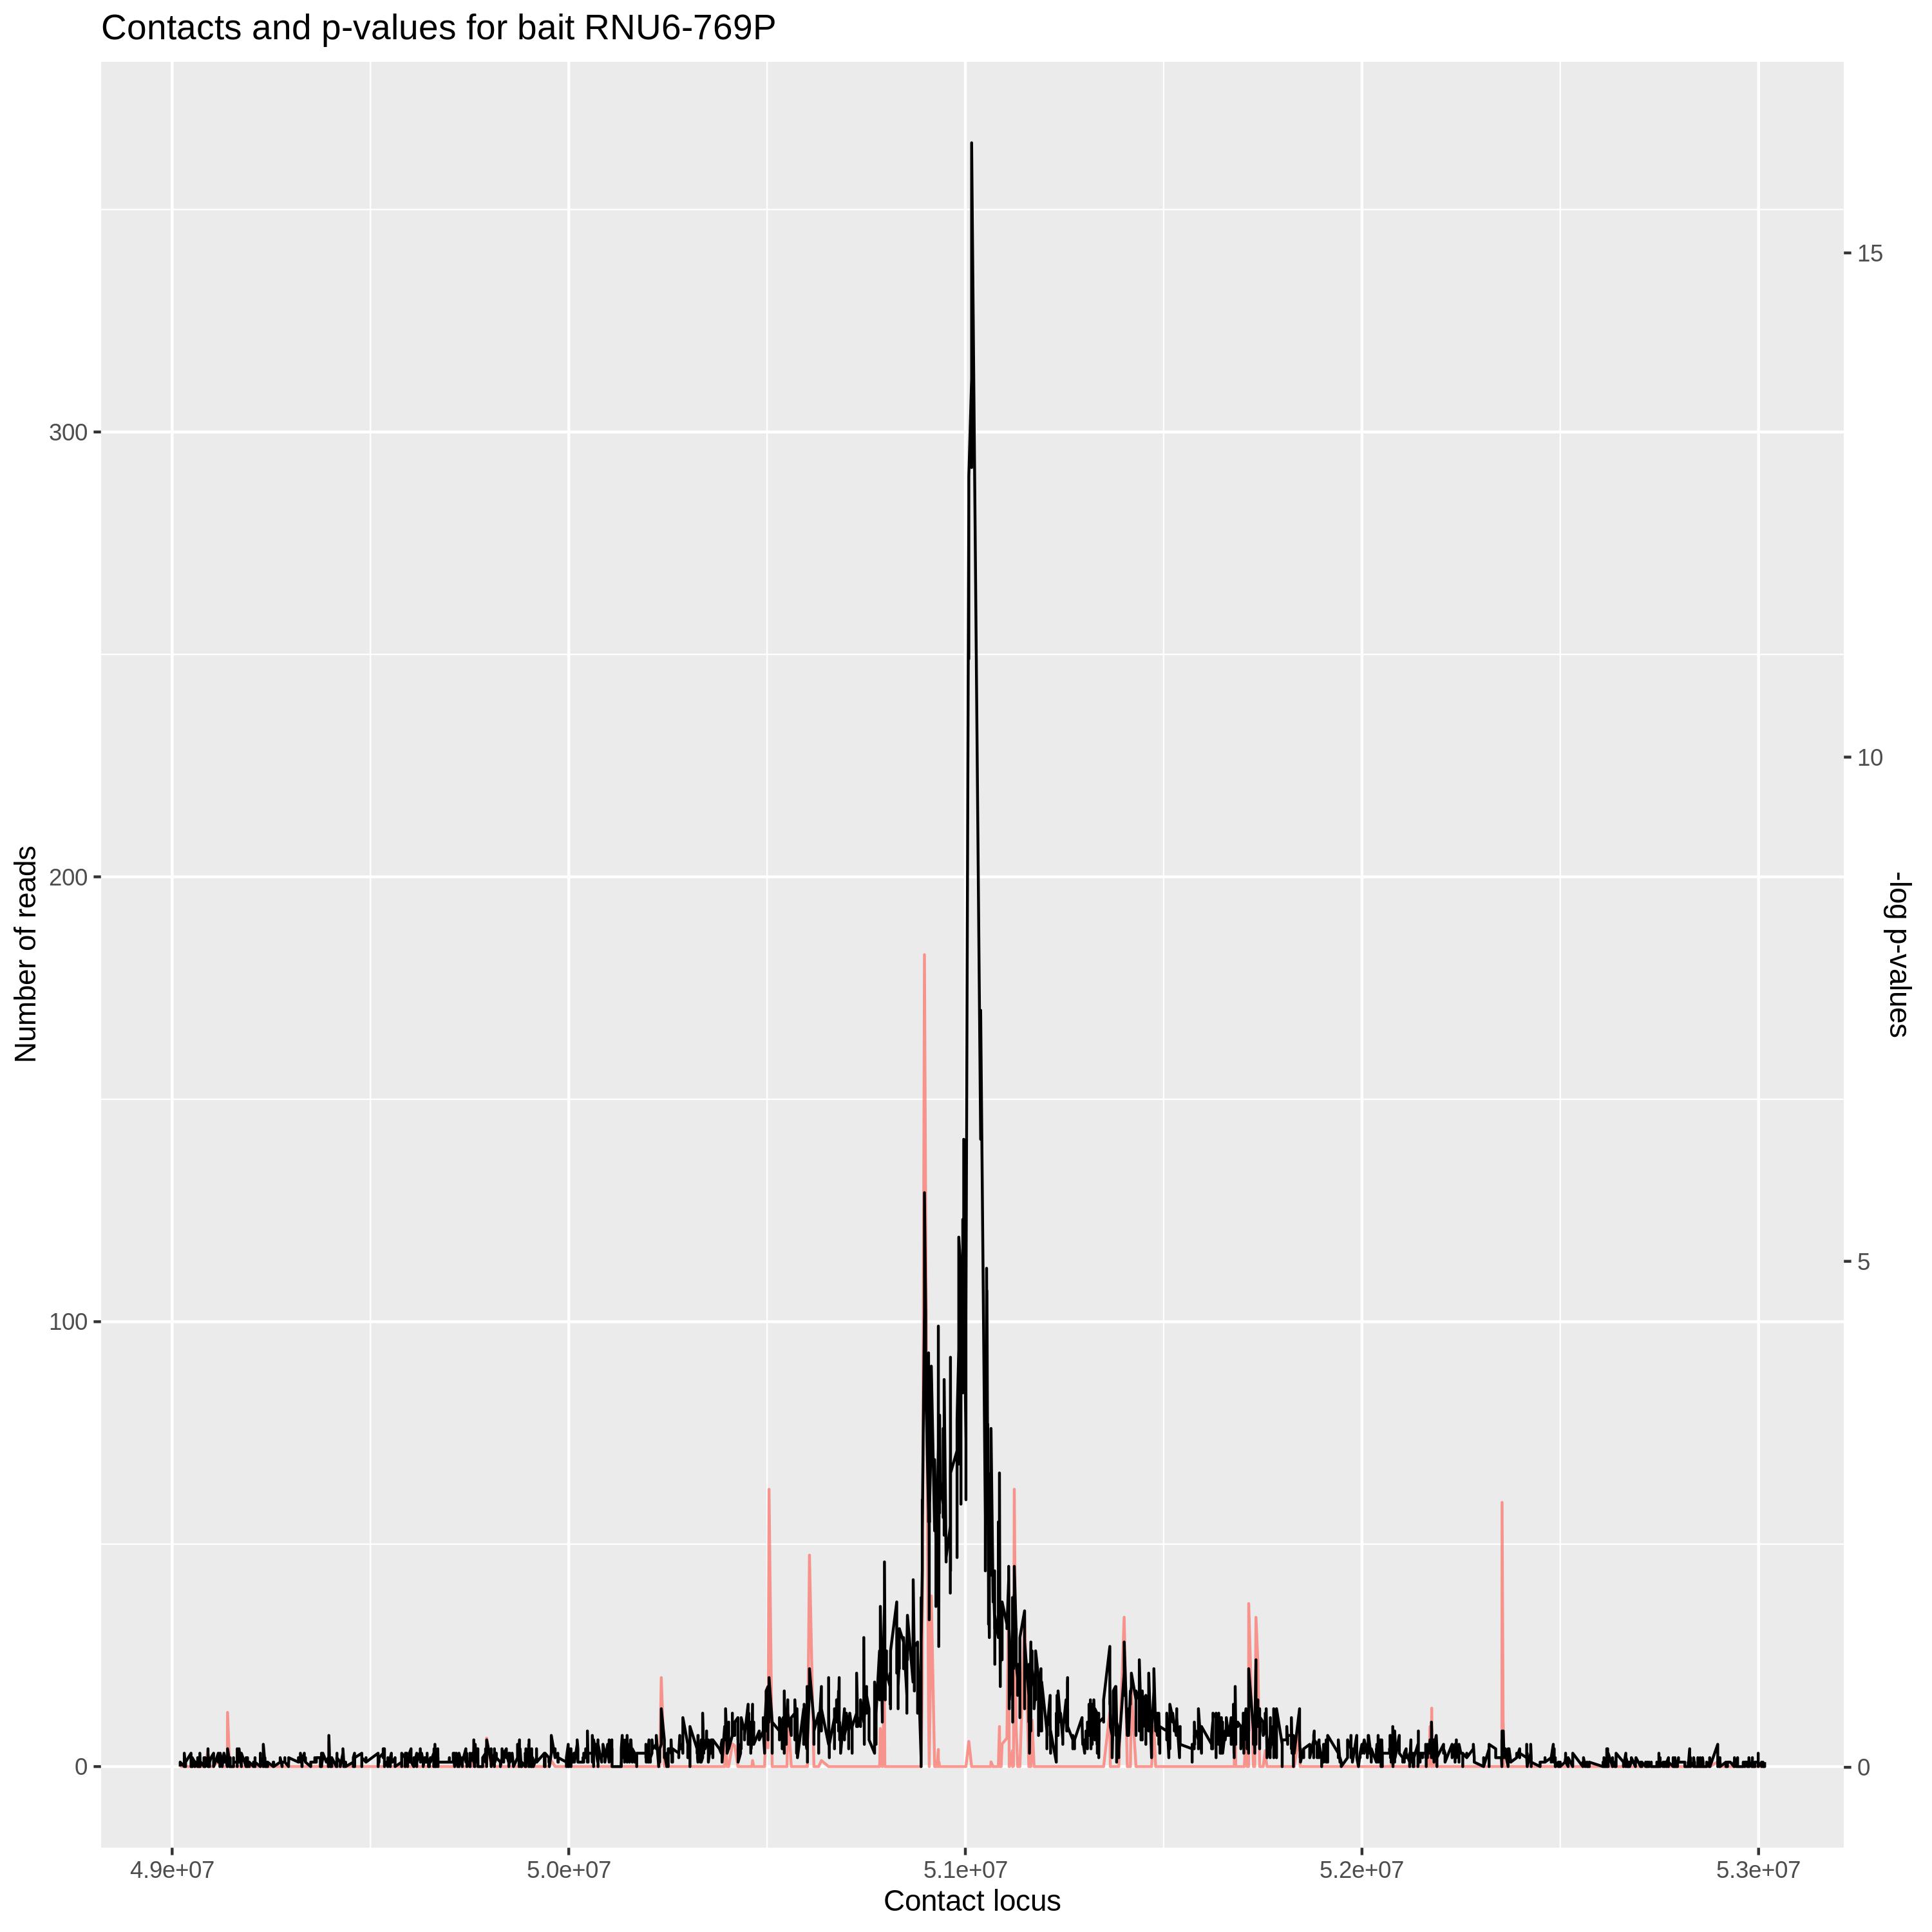 Contacts and p-values for bait RNU6-769P
300
200
100
0
Number of reads
15
10
5
0
-log p-values
4.9e+07
5.0e+07
5.1e+07
5.2e+07
5.3e+07
Contact locus